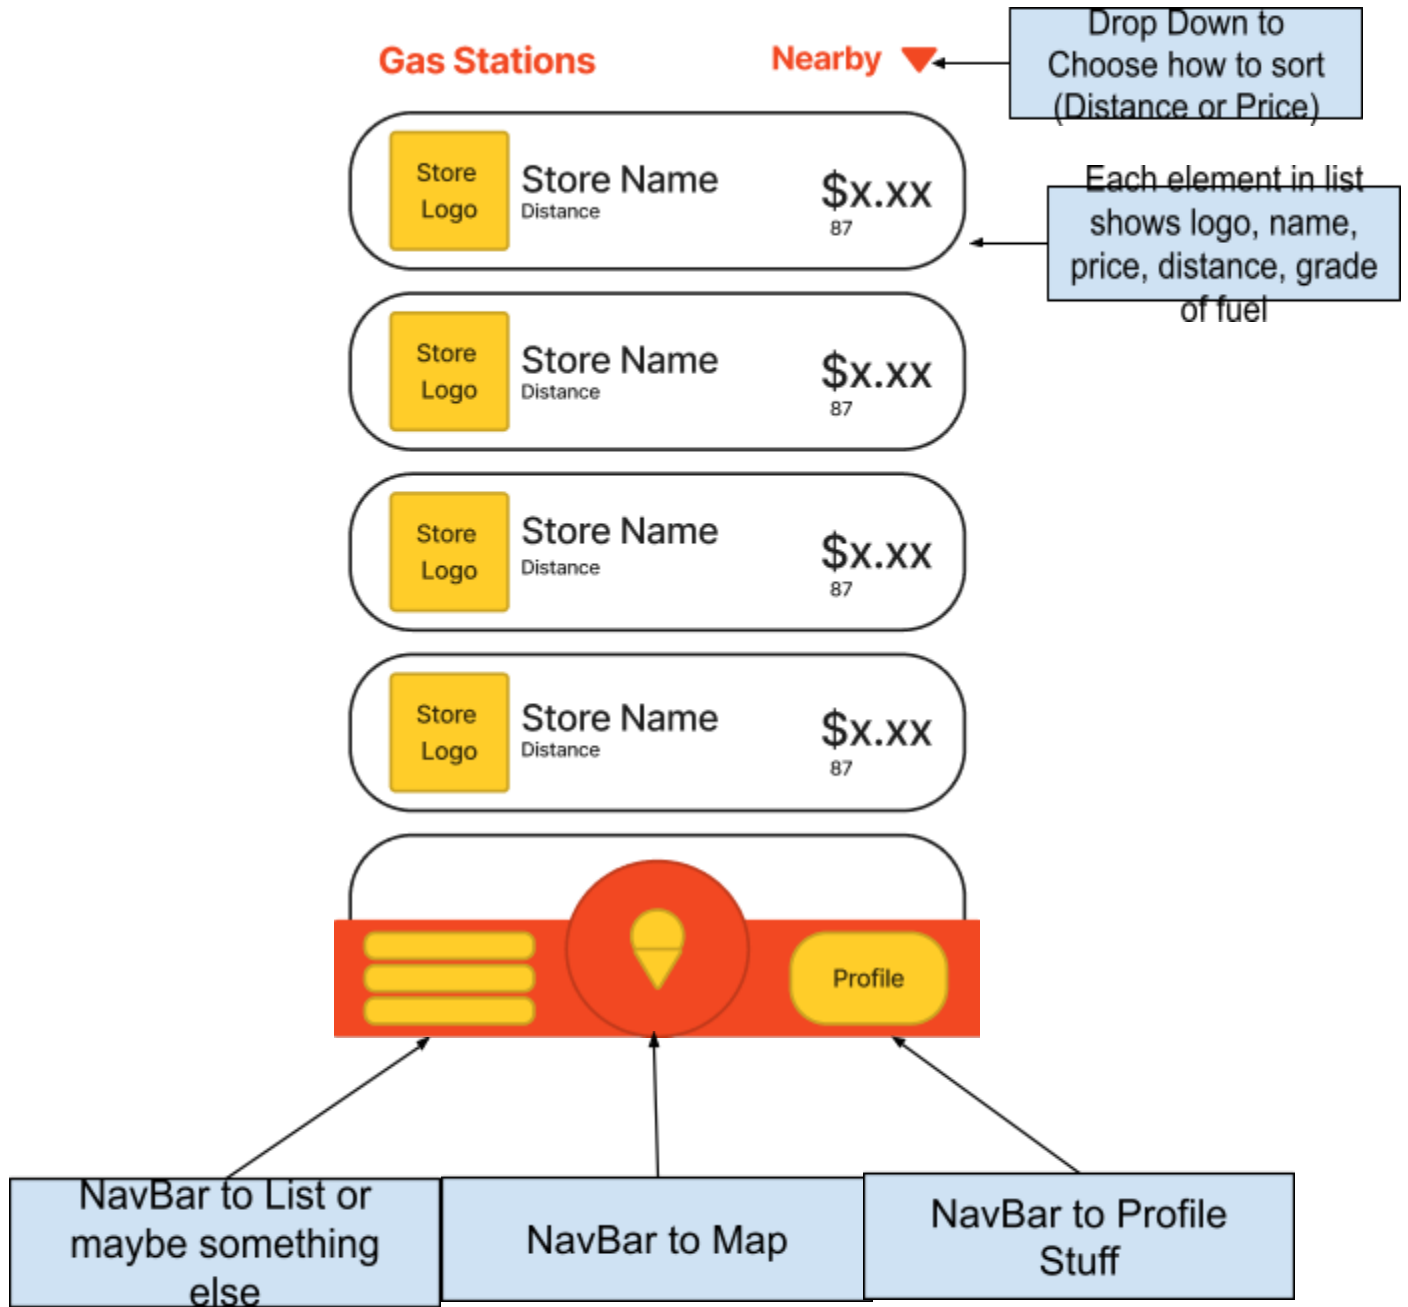 Gas Stations
Nearby
Drop Down to
Choose how to sort
(Distance or Price)
Store
Logo
Store Name
Distance
$x.xx
87
Each element in list
shows logo, name,
price, distance, grade
of fuel
Store
Logo
Store Name
Distance
$x.xx
87
Store
Logo
Store Name
Distance
$x.xx
87
Store
Logo
Store Name
Distance
$x.xx
87
Profile
NavBar to List or
maybe something
else
NavBar to Map
NavBar to Profile
Stuff